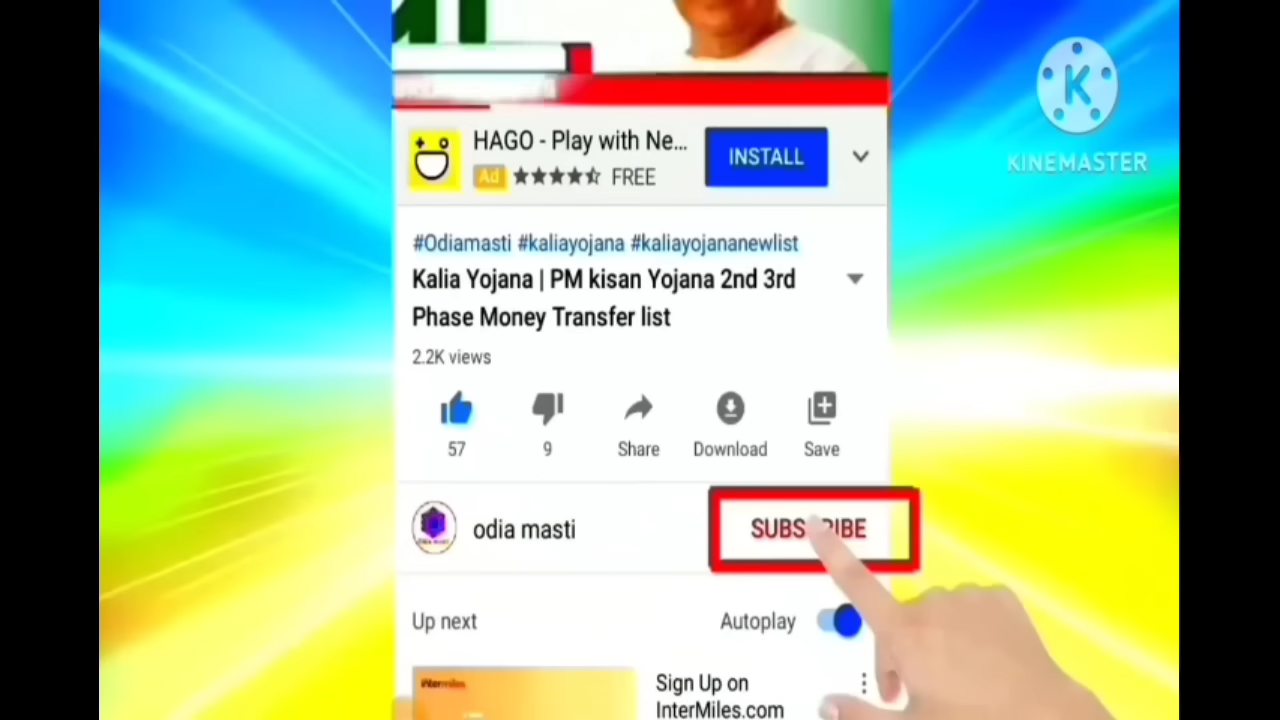 KINEMASTER
HAGO - Play with Ne...
INSTALL
Ad
FREE
#Odiamasti #kaliayojana #kaliayojananewlist
Kalia Yojana | PM kisan Yojana 2nd 3rd
Phase Money Transfer list
2.2K views
57
9
Share
Download
Save
odia masti
SUBSCRIBE
Up next
Autoplay
intermiles
Sign Up on
InterMiles.com